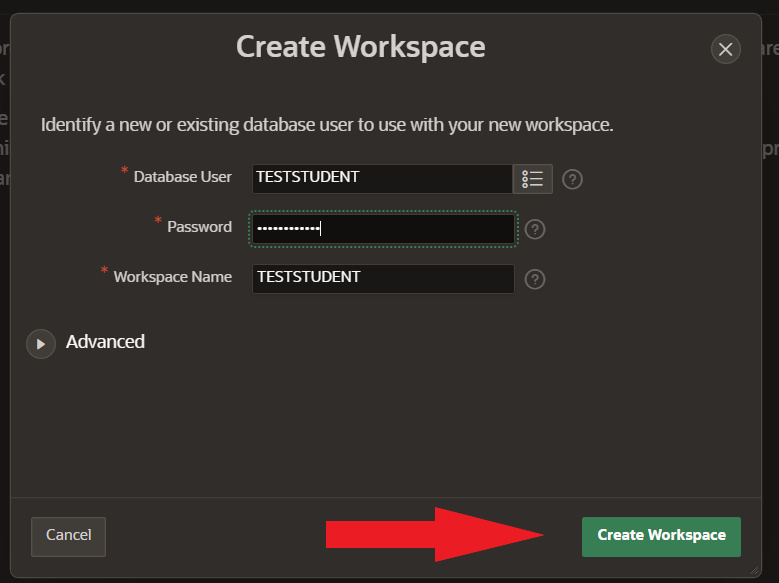 Create Workspace
Identify a new or existing database user to use with your new workspace.
* Database User TESTSTUDENT ?
* Password •••••••••••• ?
* Workspace Name TESTSTUDENT ?
Advanced
Cancel Create Workspace